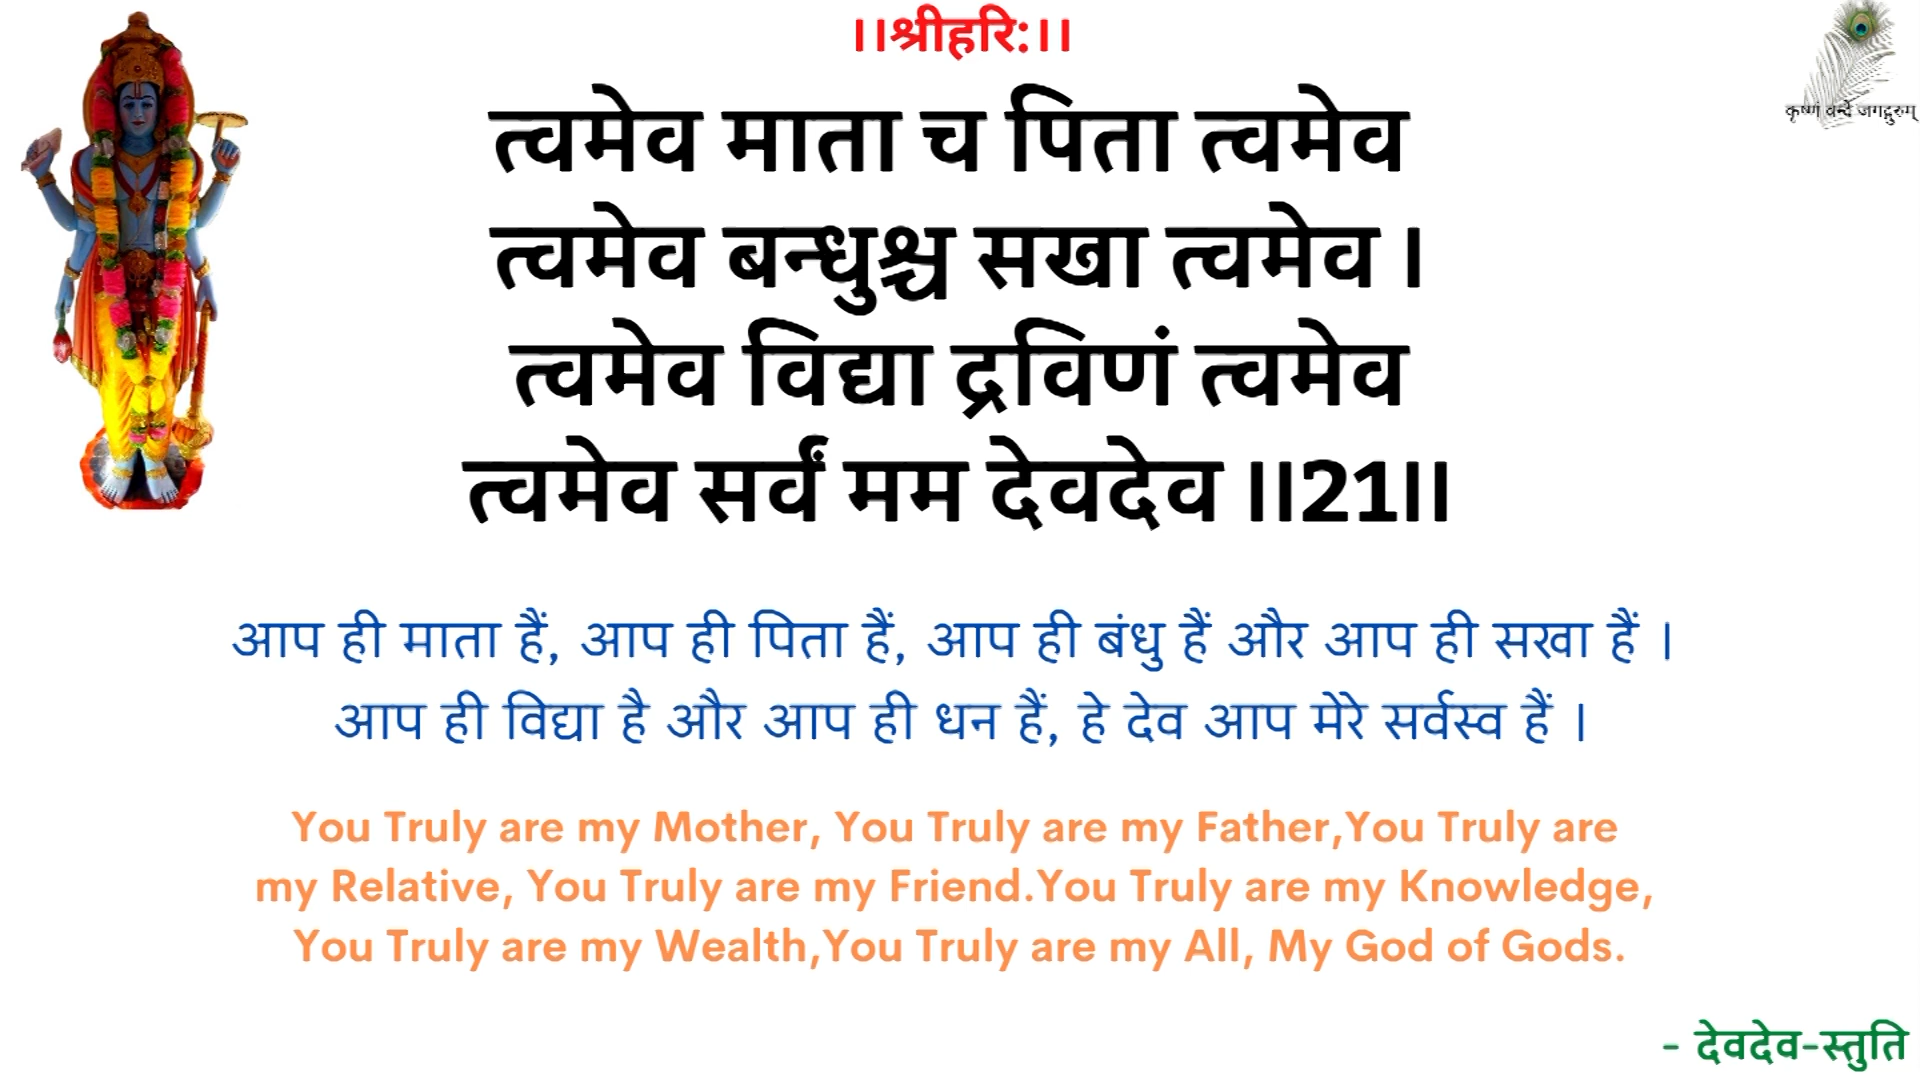 ।।श्रीहरि:।।
कृष्णं वन्दे जगद्गुरुम्
त्वमेव माता च पिता त्वमेव
त्वमेव बन्धुश्च सखा त्वमेव ।
त्वमेव विद्या द्रविणं त्वमेव
त्वमेव सर्वं मम देवदेव ।।21।।
आप ही माता हैं, आप ही पिता हैं, आप ही बंधु हैं और आप ही सखा हैं ।
आप ही विद्या है और आप ही धन हैं, हे देव आप मेरे सर्वस्व हैं ।
You Truly are my Mother, You Truly are my Father,You Truly are
my Relative, You Truly are my Friend.You Truly are my Knowledge,
You Truly are my Wealth,You Truly are my All, My God of Gods.
- देवदेव-स्तुति